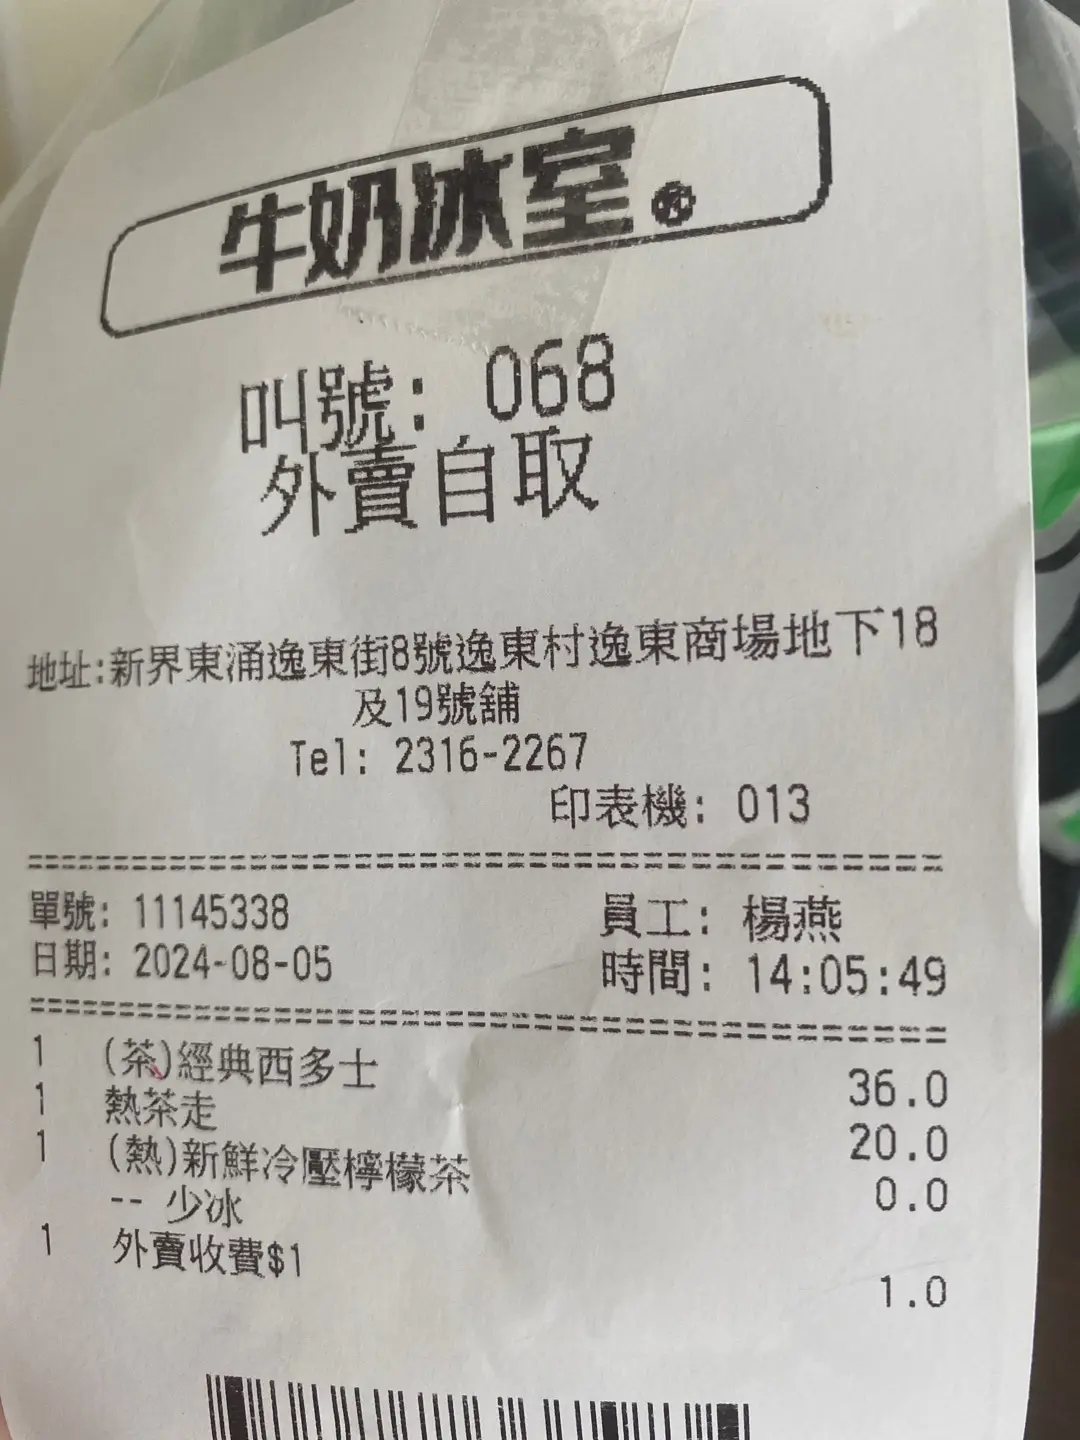 牛奶冰室
叫號: 068
外賣自取
地址:新界東涌逸東街8號逸東村逸東商場地下18
及19號舖
Tel: 2316-2267
印表機: 013
單號: 11145338 員工: 楊燕
日期: 2024-08-05 時間: 14:05:49
1 (茶)經典西多士 36.0
1 熱茶走 20.0
1 (熱)新鮮冷壓檸檬茶 0.0
-- 少冰
1 外賣收費$1 1.0